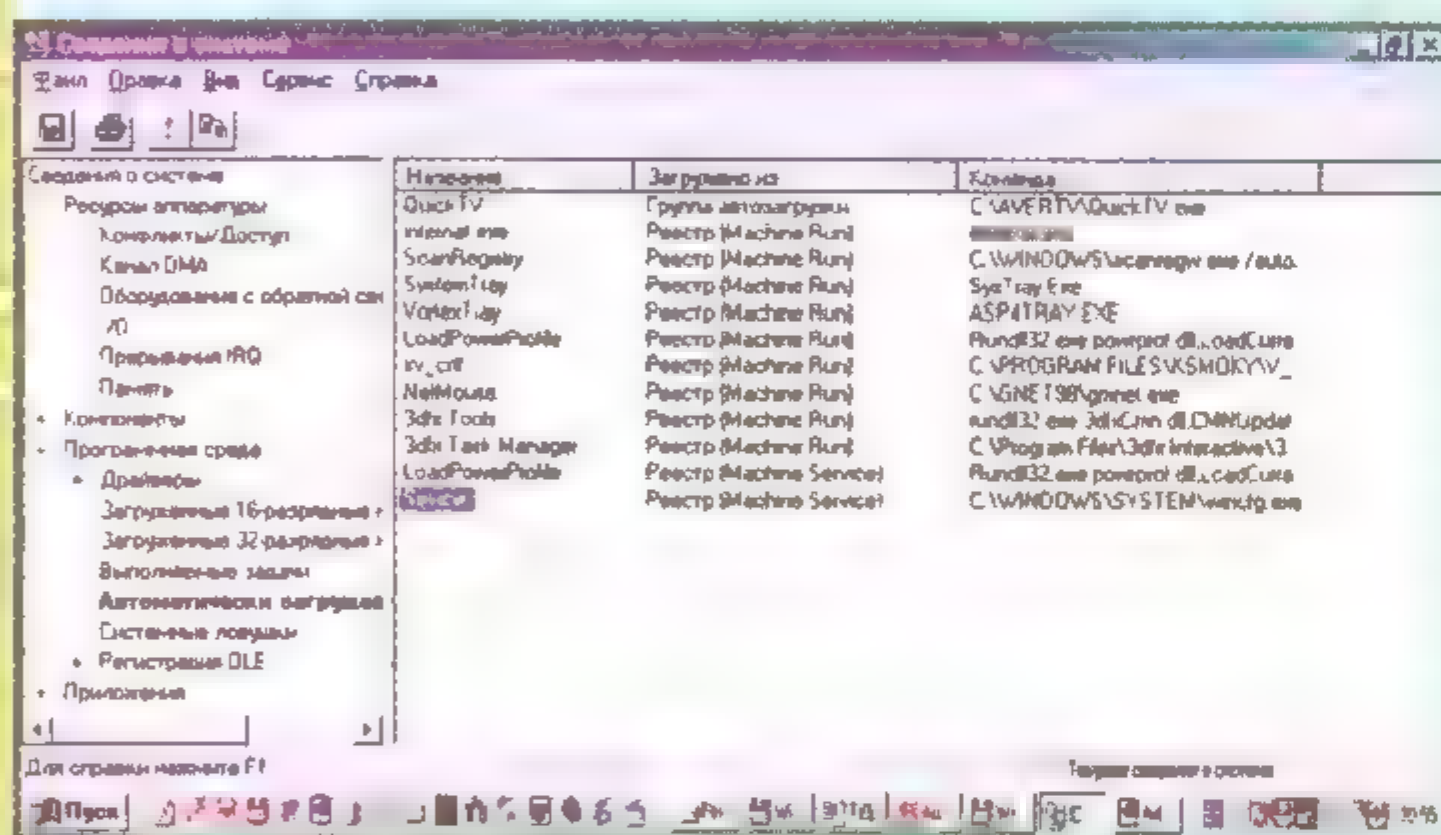 Файл Правка Вид Сервис Справка
Сведения о системе
Ресурсы аппаратуры
Конфликты/Доступ
Канал DMA
Оборудование с обратной сов
I/O
Прерывания IRQ
Память
Компоненты
Программная среда
Драйверы
Загруженные 16-разрядные
Загруженные 32-разрядные
Выполняемые задачи
Автоматически загружае
Системные ловушки
Регистрация OLE
Приложения
Название Загружено из Команда
QuickTV Группа автозагрузки C:\AVERTV\QuickTV.exe
internat.exe Реестр (Machine Run)
ScanRegistry Реестр (Machine Run) C:\WINDOWS\scanregw.exe /auto
SystemTray Реестр (Machine Run) SysTray.Exe
VortexTray Реестр (Machine Run) ASP4TRAY.EXE
LoadPowerProfile Реестр (Machine Run) Rundll32.exe powrprof.dll,LoadCurre
Реестр (Machine Run) C:\PROGRAM FILES\KSMOKY\V_
NetMouse Реестр (Machine Run) C:\GNET98\gnetmet.exe
3dfx Tools Реестр (Machine Run) rundll32.exe 3dfxCmn.dll,CMNUpdat
3dfx Task Manager Реестр (Machine Run) C:\Program Files\3dfx Interactive\3
LoadPowerProfile Реестр (Machine Service) Rundll32.exe powrprof.dll,LoadCurre
Реестр (Machine Service) C:\WINDOWS\SYSTEM\wincfg.exe
Для справки нажмите F1
Текущие сведения о системе
Пуск